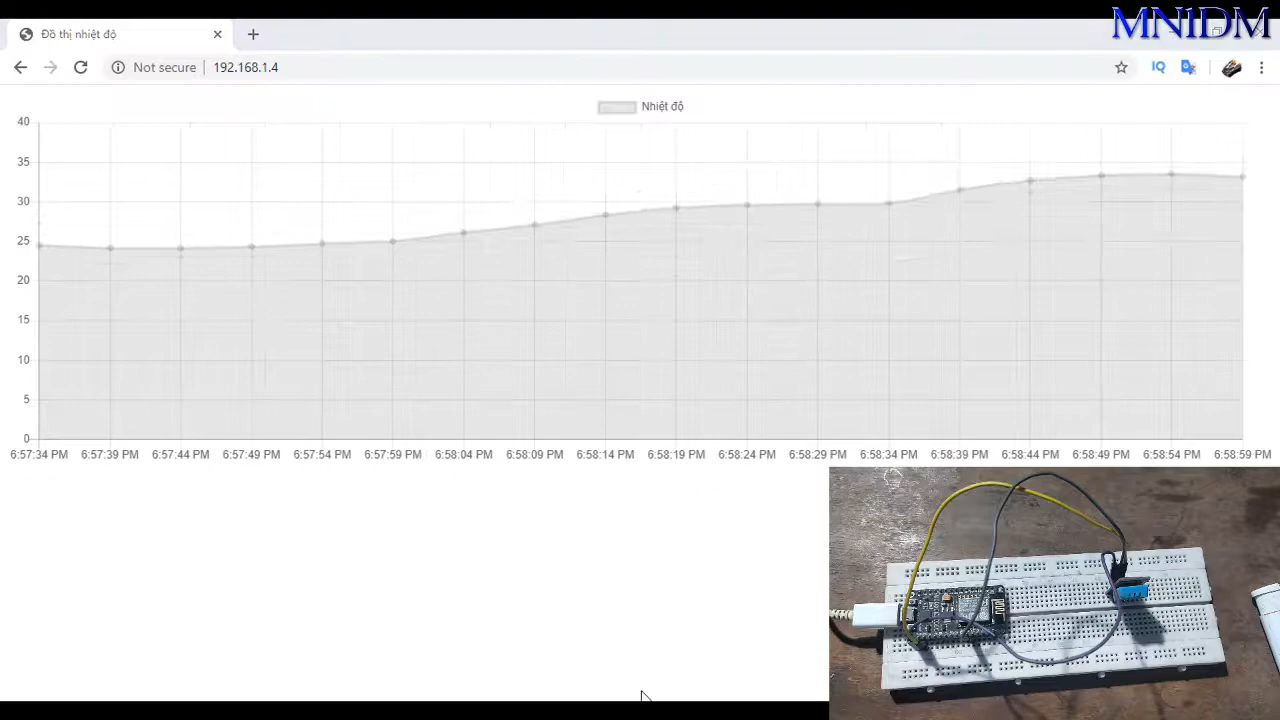 MNIDM
Đồ thị nhiệt độ
Not secure
192.168.1.4
IQ
Nhiệt độ
40
35
30
25
20
15
10
5
0
6:57:34 PM 6:57:39 PM 6:57:44 PM 6:57:49 PM 6:57:54 PM 6:57:59 PM 6:58:04 PM 6:58:09 PM 6:58:14 PM 6:58:19 PM 6:58:24 PM 6:58:29 PM 6:58:34 PM 6:58:39 PM 6:58:44 PM 6:58:49 PM 6:58:54 PM 6:58:59 PM